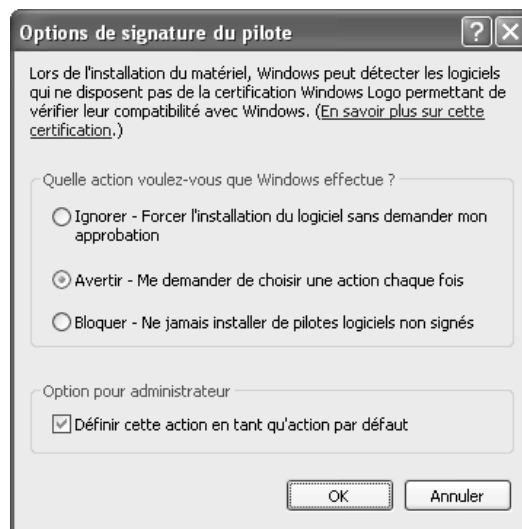 Options de signature du pilote
Lors de l'installation du matériel, Windows peut détecter les logiciels
qui ne disposent pas de la certification Windows Logo permettant de
vérifier leur compatibilité avec Windows. (En savoir plus sur cette
certification.)
Quelle action voulez-vous que Windows effectue ?
Ignorer - Forcer l'installation du logiciel sans demander mon
approbation
Avertir - Me demander de choisir une action chaque fois
Bloquer - Ne jamais installer de pilotes logiciels non signés
Option pour administrateur
Définir cette action en tant qu'action par défaut
OK Annuler